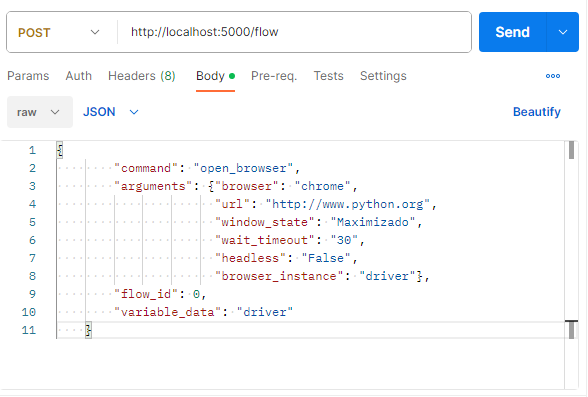 POST http://localhost:5000/flow Send
Params Auth Headers (8) Body Pre-req. Tests Settings
raw JSON Beautify
1 {
2 "command": "open_browser",
3 "arguments": {"browser": "chrome",
4 "url": "http://www.python.org",
5 "window_state": "Maximizado",
6 "wait_timeout": "30",
7 "headless": "False",
8 "browser_instance": "driver"},
9 "flow_id": 0,
10 "variable_data": "driver"
11 }